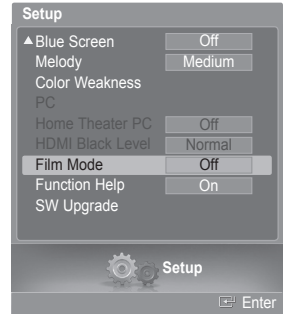 Setup
▲Blue Screen Off
Melody Medium
Color Weakness
PC
Home Theater PC Off
HDMI Black Level Normal
Film Mode Off
Function Help On
SW Upgrade
Setup
Enter